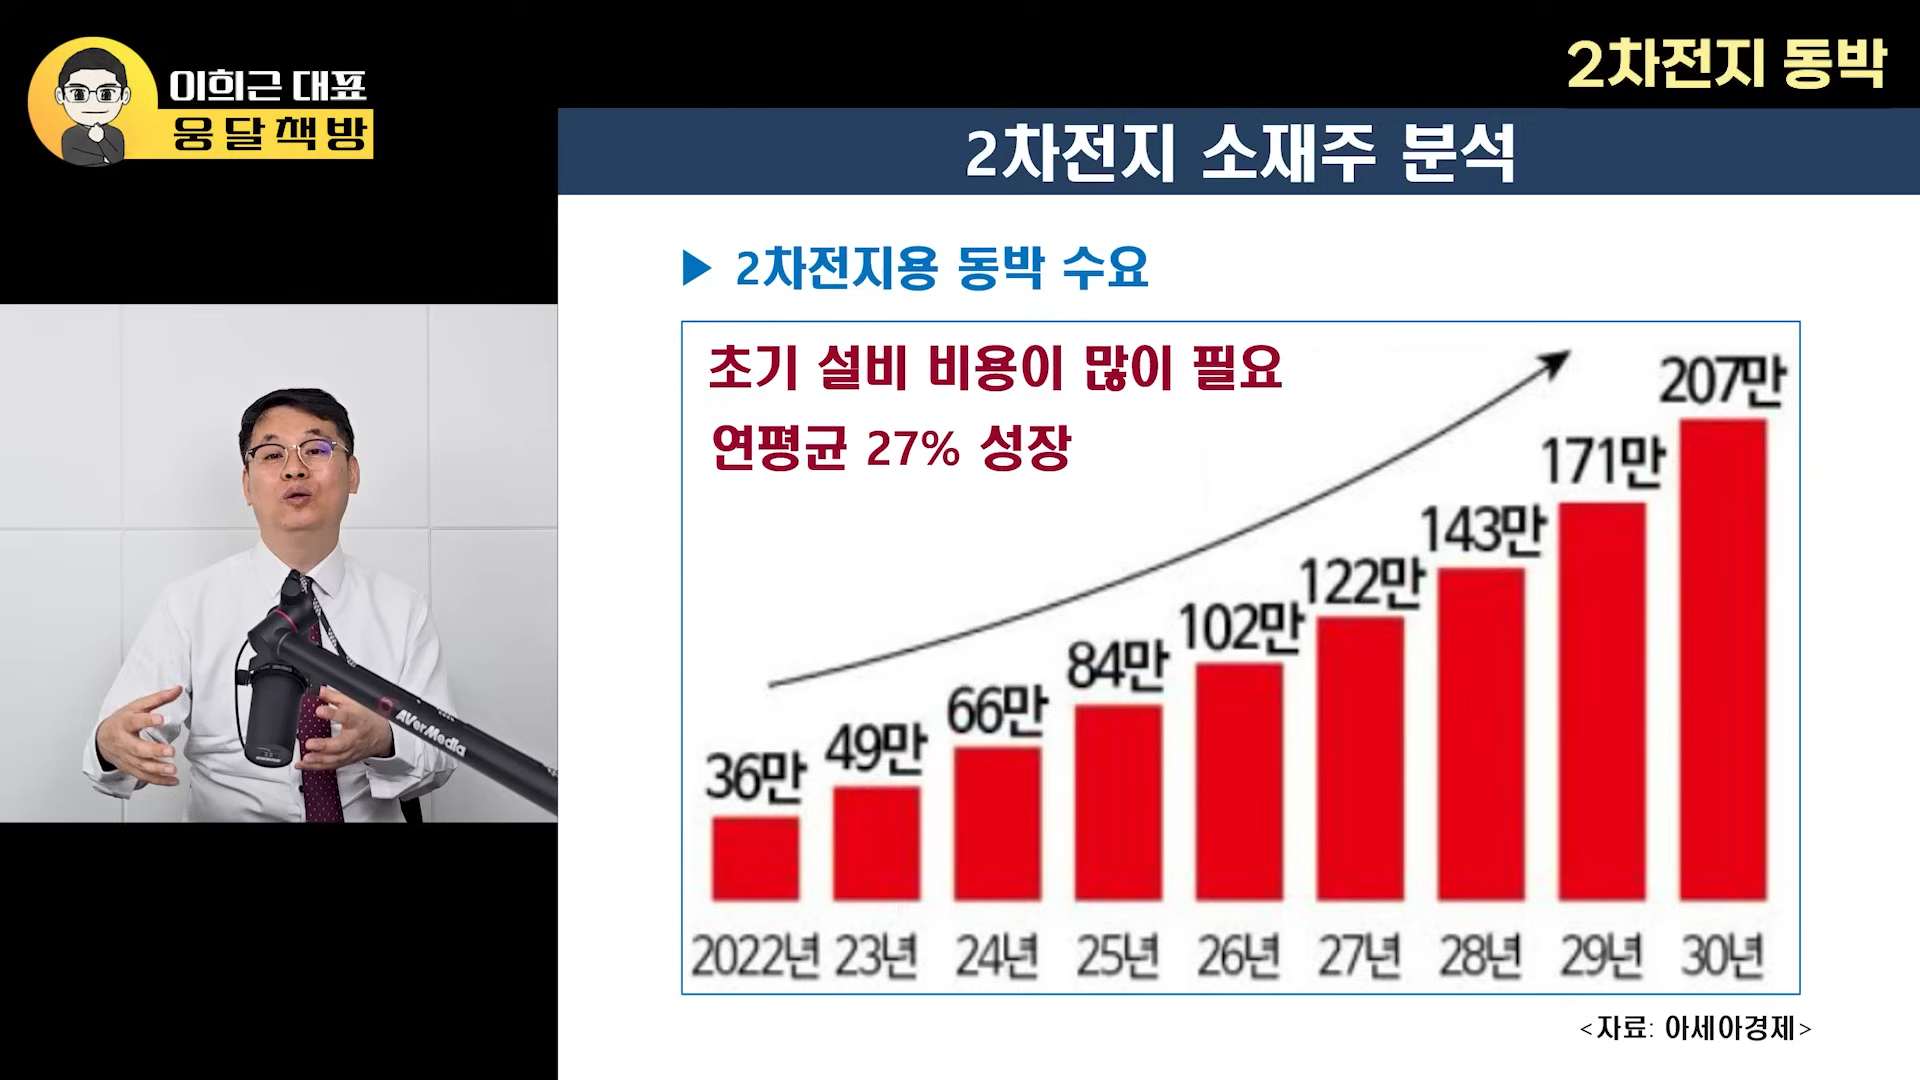 이희근 대표
웅달책방
2차전지 동박
2차전지 소재주 분석
▶ 2차전지용 동박 수요
초기 설비 비용이 많이 필요
연평균 27% 성장
36만
49만
66만
84만
102만
122만
143만
171만
207만
2022년 23년 24년 25년 26년 27년 28년 29년 30년
<자료: 아세아경제>
AVerMedia